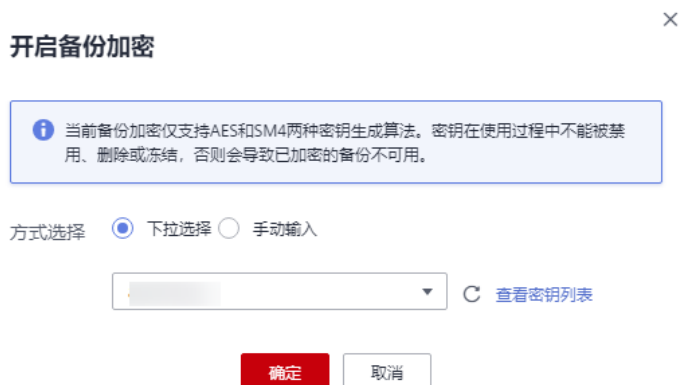 开启备份加密
当前备份加密仅支持AES和SM4两种密钥生成算法。密钥在使用过程中不能被禁
用、删除或冻结，否则会导致已加密的备份不可用。
方式选择 下拉选择 手动输入
查看密钥列表
确定 取消